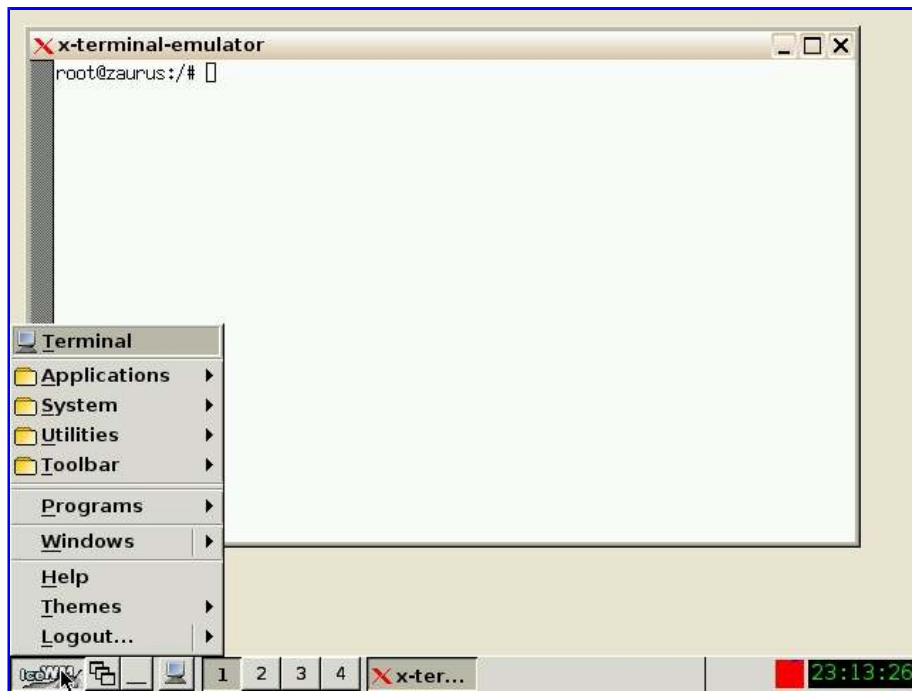 x-terminal-emulator
root@zaurus:/#
Terminal
Applications
System
Utilities
Toolbar
Programs
Windows
Help
Themes
Logout...
IceWM 1 2 3 4 x-ter... 23:13:26